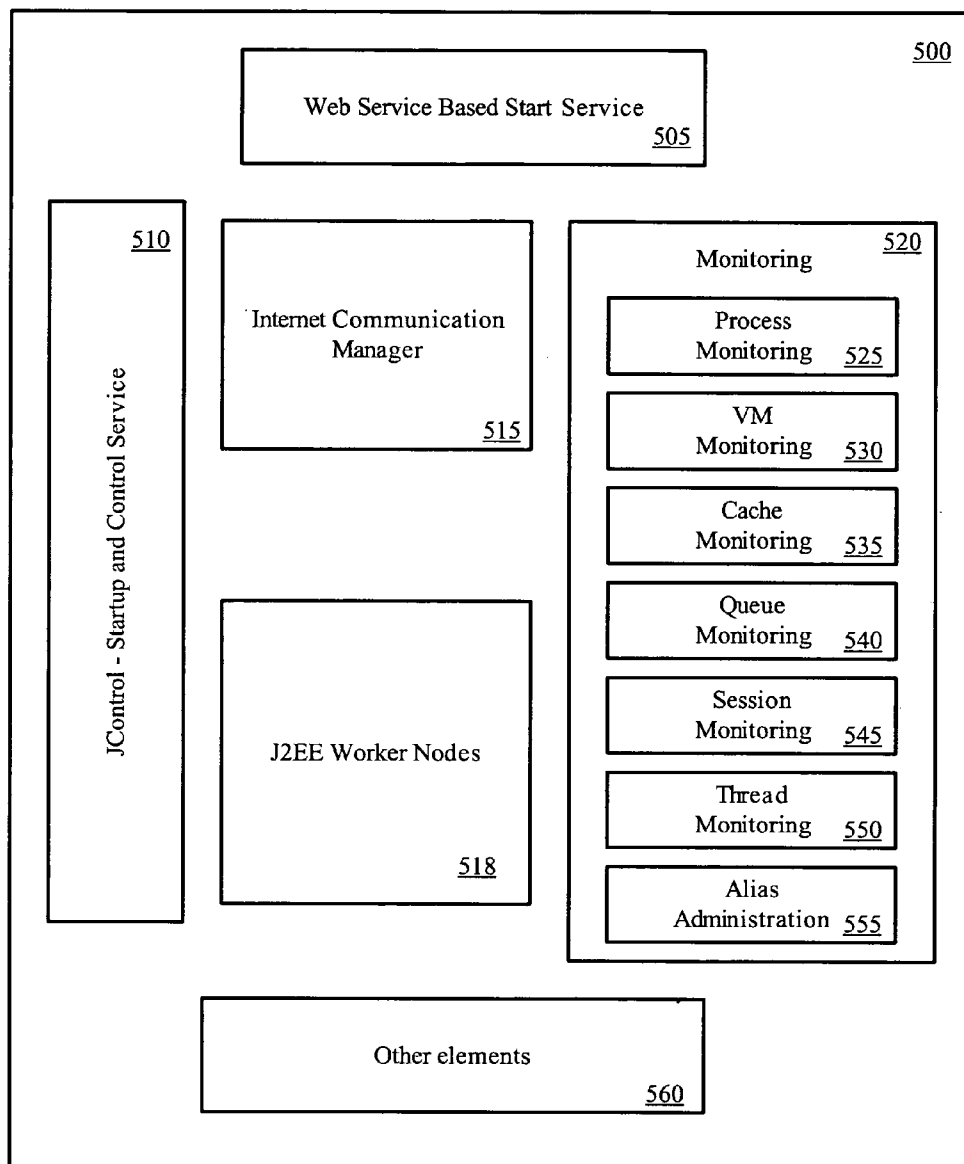 500
Web Service Based Start Service
505
510
JControl - Startup and Control Service
Internet Communication
Manager
515
J2EE Worker Nodes
518
520
Monitoring
Process
Monitoring 525
VM
Monitoring 530
Cache
Monitoring 535
Queue
Monitoring 540
Session
Monitoring 545
Thread
Monitoring 550
Alias
Administration 555
Other elements
560